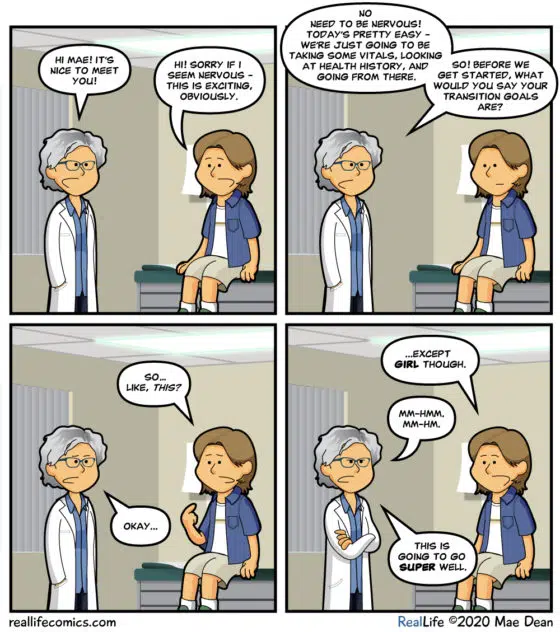 HI MAE! IT'S
NICE TO MEET
YOU!
HI! SORRY IF I
SEEM NERVOUS -
THIS IS EXCITING,
OBVIOUSLY.
NO
NEED TO BE NERVOUS!
TODAY'S PRETTY EASY -
WE'RE JUST GOING TO BE
TAKING SOME VITALS, LOOKING
AT HEALTH HISTORY, AND
GOING FROM THERE.
SO! BEFORE WE
GET STARTED, WHAT
WOULD YOU SAY YOUR
TRANSITION GOALS
ARE?
SO...
LIKE, THIS?
OKAY...
...EXCEPT
GIRL THOUGH.
MM-HMM.
MM-HM.
THIS IS
GOING TO GO
SUPER WELL.
reallifecomics.com
RealLife ©2020 Mae Dean